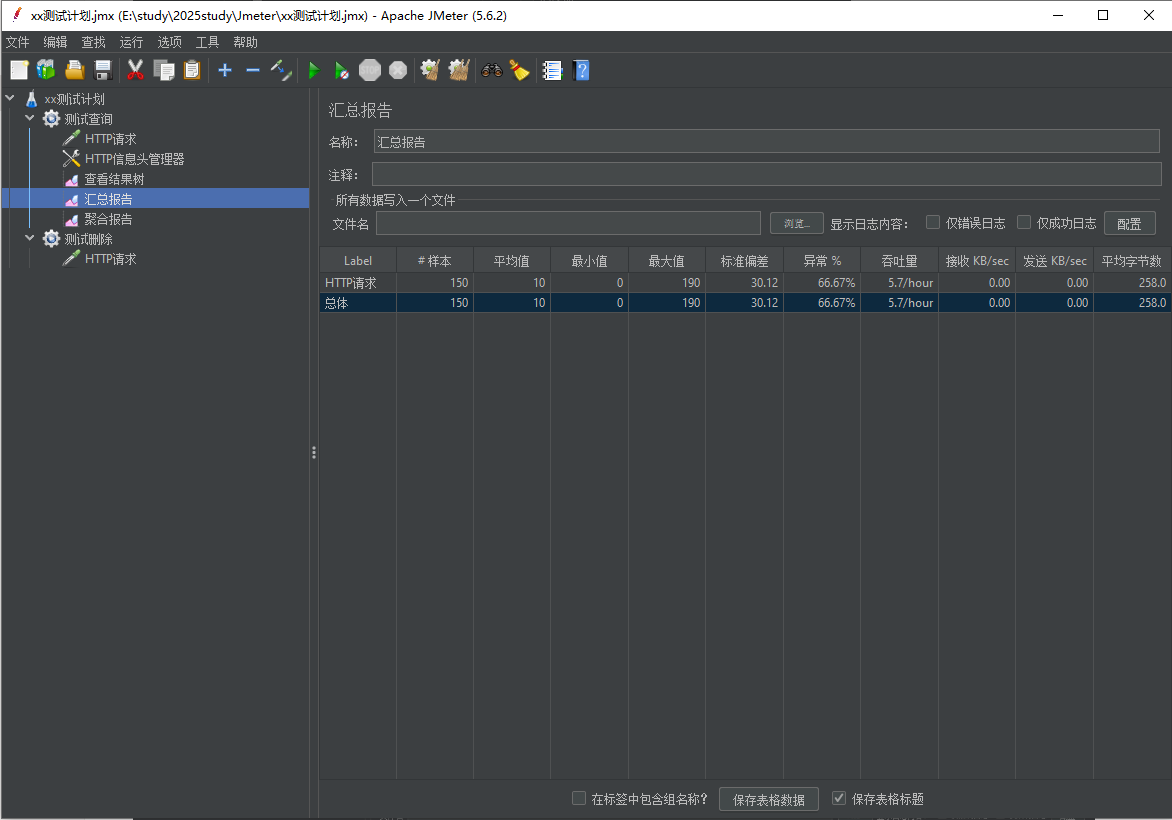 xx测试计划.jmx (E:\study\2025study\Jmeter\xx测试计划.jmx) - Apache JMeter (5.6.2)
文件 编辑 查找 运行 选项 工具 帮助
xx测试计划
测试查询
HTTP请求
HTTP信息头管理器
查看结果树
汇总报告
聚合报告
测试删除
HTTP请求
汇总报告
名称: 汇总报告
注释:
所有数据写入一个文件
文件名 浏览... 显示日志内容: 仅错误日志 仅成功日志 配置
Label # 样本 平均值 最小值 最大值 标准偏差 异常 % 吞吐量 接收 KB/sec 发送 KB/sec 平均字节数
HTTP请求 150 10 0 190 30.12 66.67% 5.7/hour 0.00 0.00 258.0
总体 150 10 0 190 30.12 66.67% 5.7/hour 0.00 0.00 258.0
在标签中包含组名称? 保存表格数据 保存表格标题